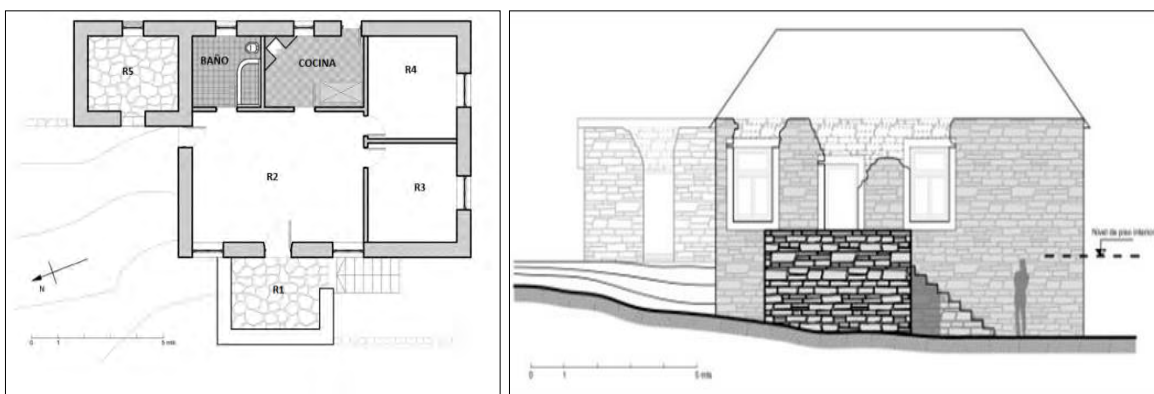 R5
BAÑO
COCINA
R4
R2
R3
R1
N
0 1 5 mts
Nivel de piso interior
0 1 5 mts